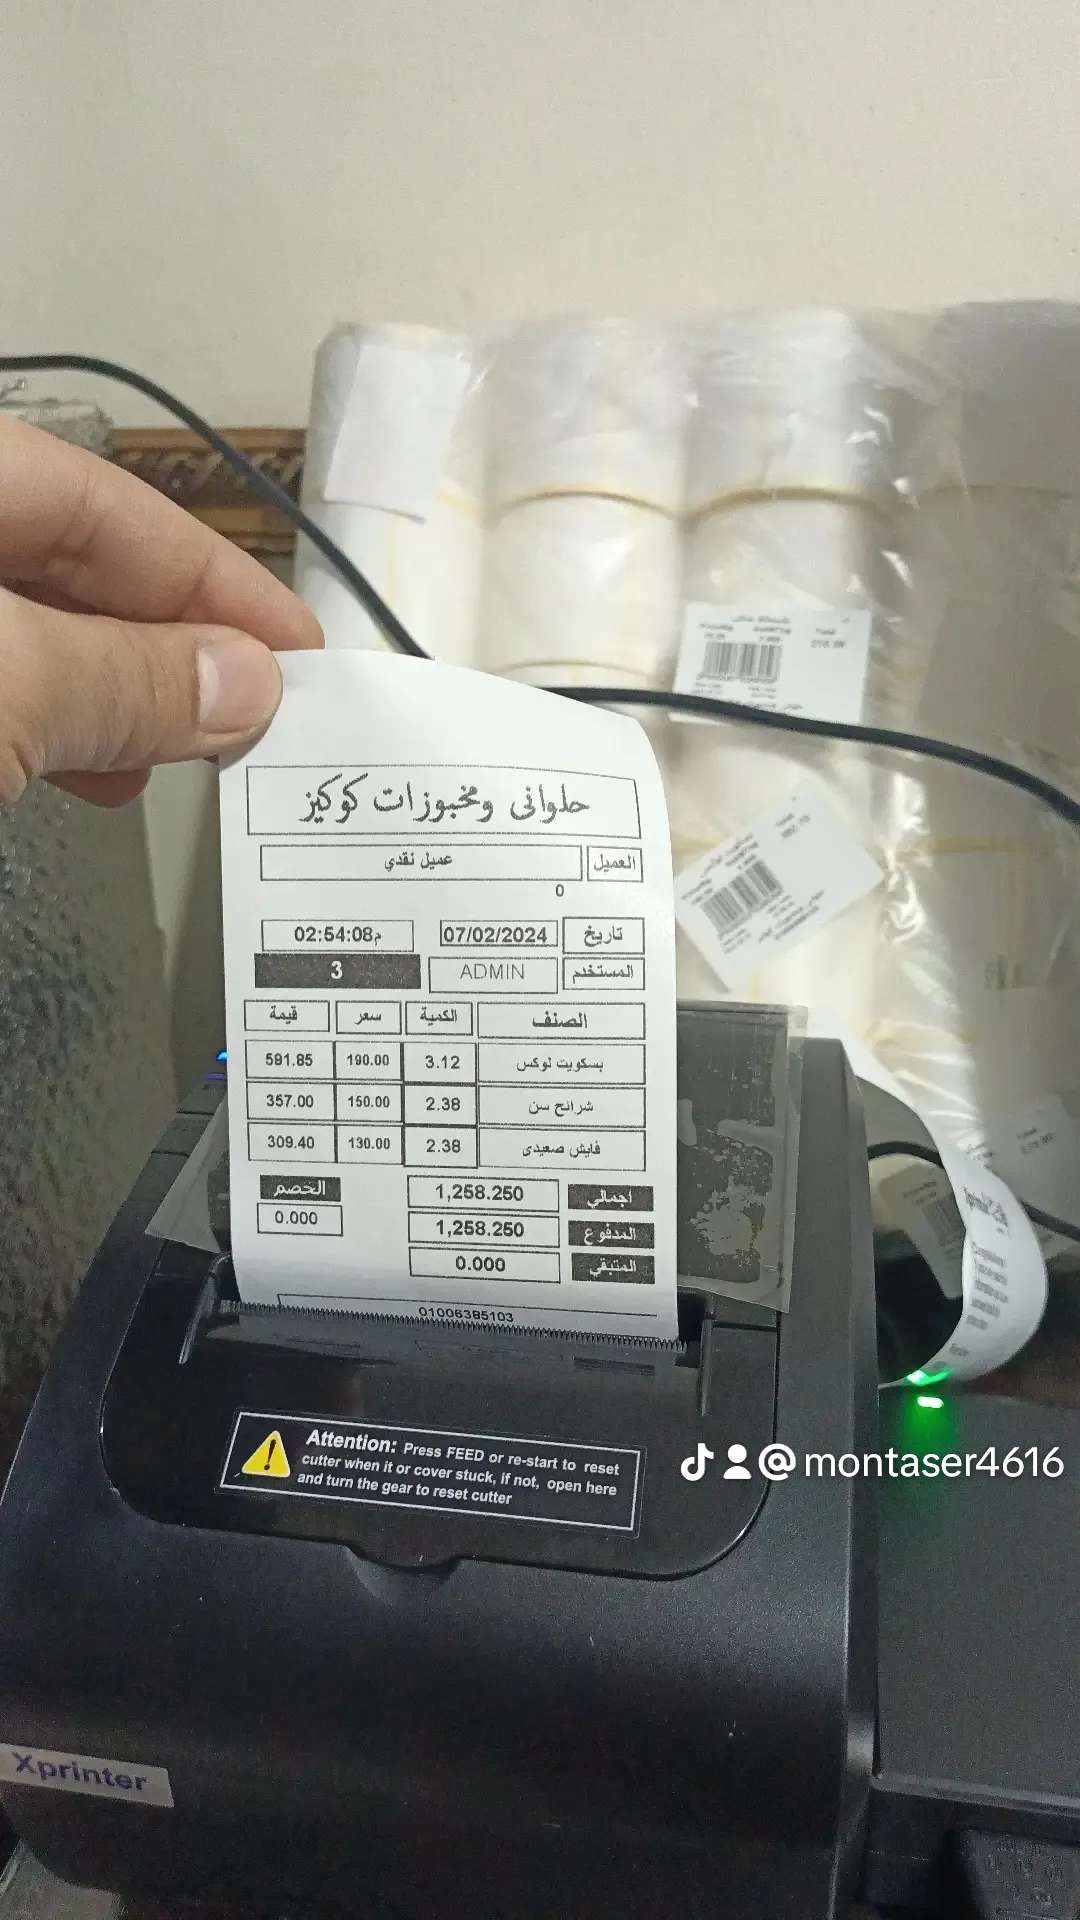 حلوانى ومخبوزات كوكيز
العميل عميل نقدي
0
تاريخ 07/02/2024 02:54:08م
المستخدم ADMIN 3
الصنف الكمية سعر قيمة
بسكويت لوكس 3.12 190.00 591.85
شرائح سن 2.38 150.00 357.00
فايش صعيدى 2.38 130.00 309.40
اجمالي 1,258.250 الخصم
المدفوع 1,258.250 0.000
المتبقي 0.000
01006385103
Attention: Press FEED or re-start to reset
cutter when it or cover stuck, if not, open here
and turn the gear to reset cutter
@montaser4616
Xprinter